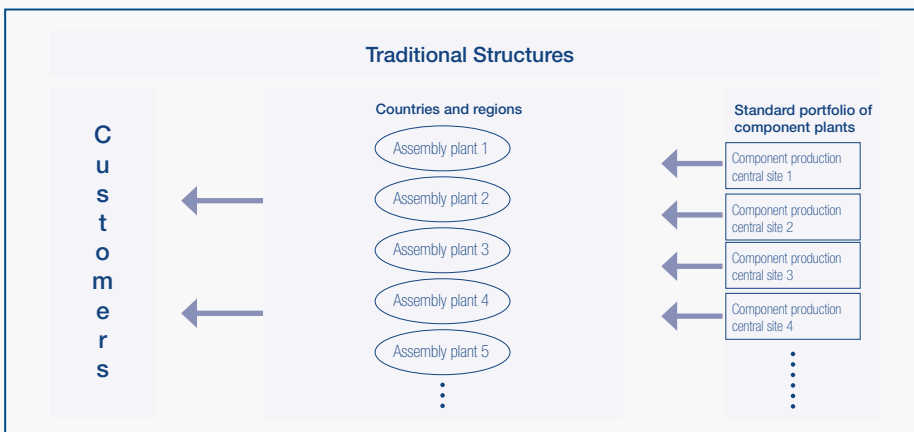 Traditional Structures
Customers
Countries and regions
Assembly plant 1
Assembly plant 2
Assembly plant 3
Assembly plant 4
Assembly plant 5
Standard portfolio of
component plants
Component production
central site 1
Component production
central site 2
Component production
central site 3
Component production
central site 4